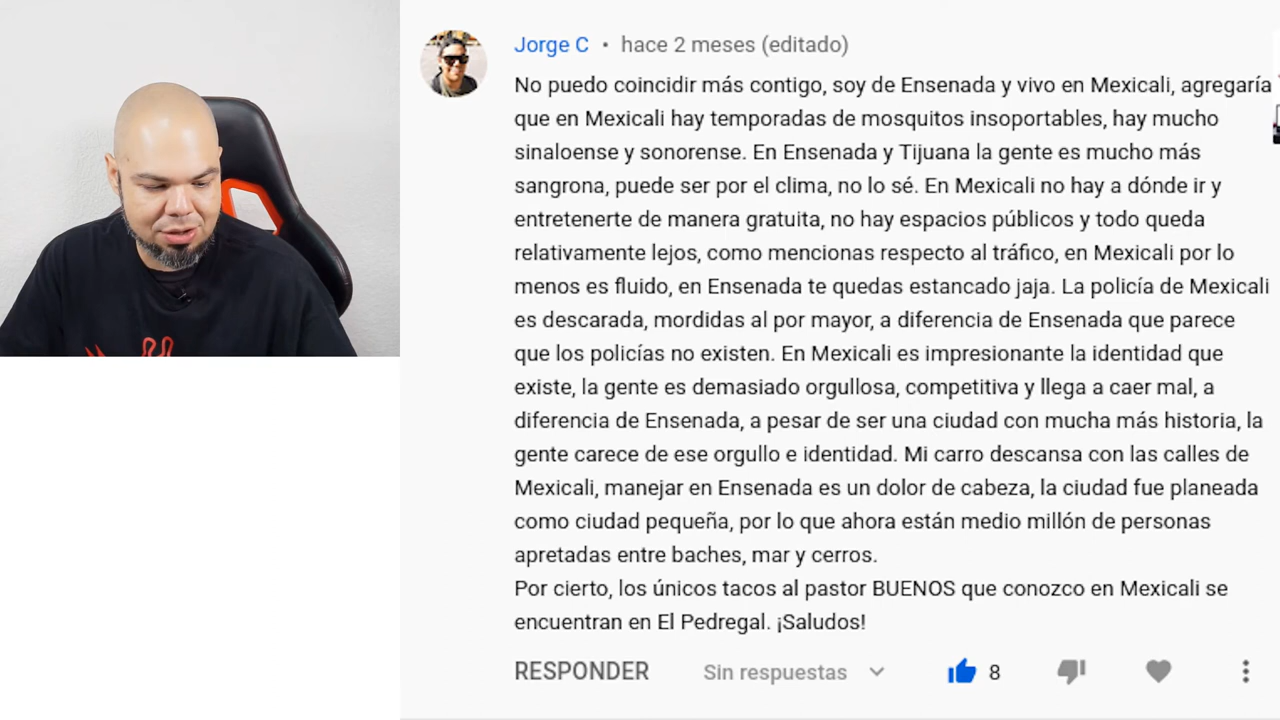 Jorge C • hace 2 meses (editado)
No puedo coincidir más contigo, soy de Ensenada y vivo en Mexicali, agregaría
que en Mexicali hay temporadas de mosquitos insoportables, hay mucho
sinaloense y sonorense. En Ensenada y Tijuana la gente es mucho más
sangrona, puede ser por el clima, no lo sé. En Mexicali no hay a dónde ir y
entretenerte de manera gratuita, no hay espacios públicos y todo queda
relativamente lejos, como mencionas respecto al tráfico, en Mexicali por lo
menos es fluido, en Ensenada te quedas estancado jaja. La policía de Mexicali
es descarada, mordidas al por mayor, a diferencia de Ensenada que parece
que los policías no existen. En Mexicali es impresionante la identidad que
existe, la gente es demasiado orgullosa, competitiva y llega a caer mal, a
diferencia de Ensenada, a pesar de ser una ciudad con mucha más historia, la
gente carece de ese orgullo e identidad. Mi carro descansa con las calles de
Mexicali, manejar en Ensenada es un dolor de cabeza, la ciudad fue planeada
como ciudad pequeña, por lo que ahora están medio millón de personas
apretadas entre baches, mar y cerros.
Por cierto, los únicos tacos al pastor BUENOS que conozco en Mexicali se
encuentran en El Pedregal. ¡Saludos!
RESPONDER Sin respuestas 8